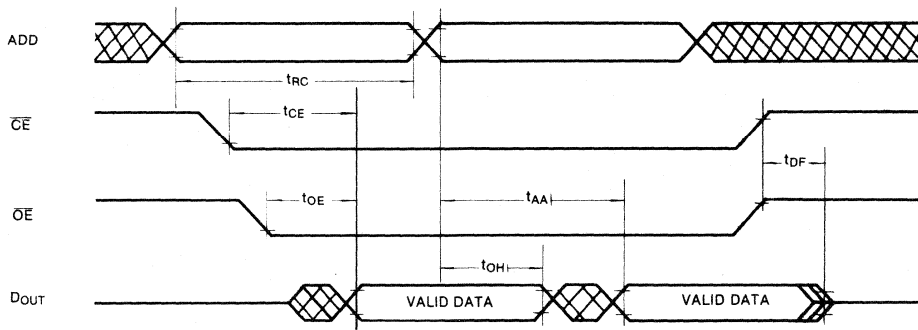 ADD
tRC
CE
tCE
tDF
OE
tOE
tAA
tOH
DOUT
VALID DATA
VALID DATA